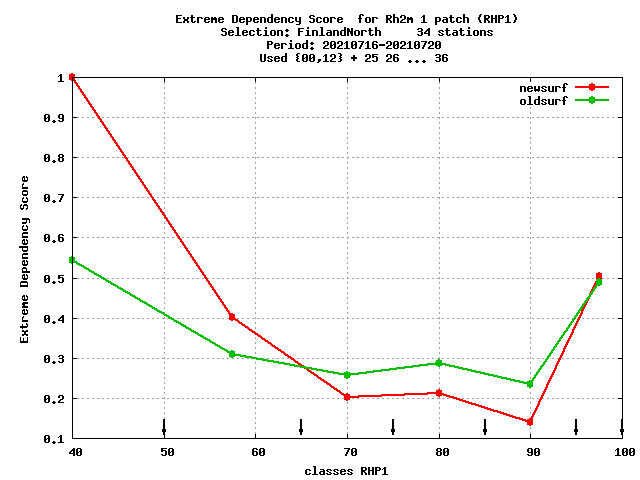 Extreme Dependency Score  for Rh2m 1 patch (RHP1)
Selection: FinlandNorth     34 stations
Period: 20210716-20210720
Used {00,12} + 25 26 ... 36
newsurf
oldsurf
1
0.9
0.8
0.7
0.6
0.5
0.4
0.3
0.2
0.1
Extreme Dependency Score
40 50 60 70 80 90 100
classes RHP1